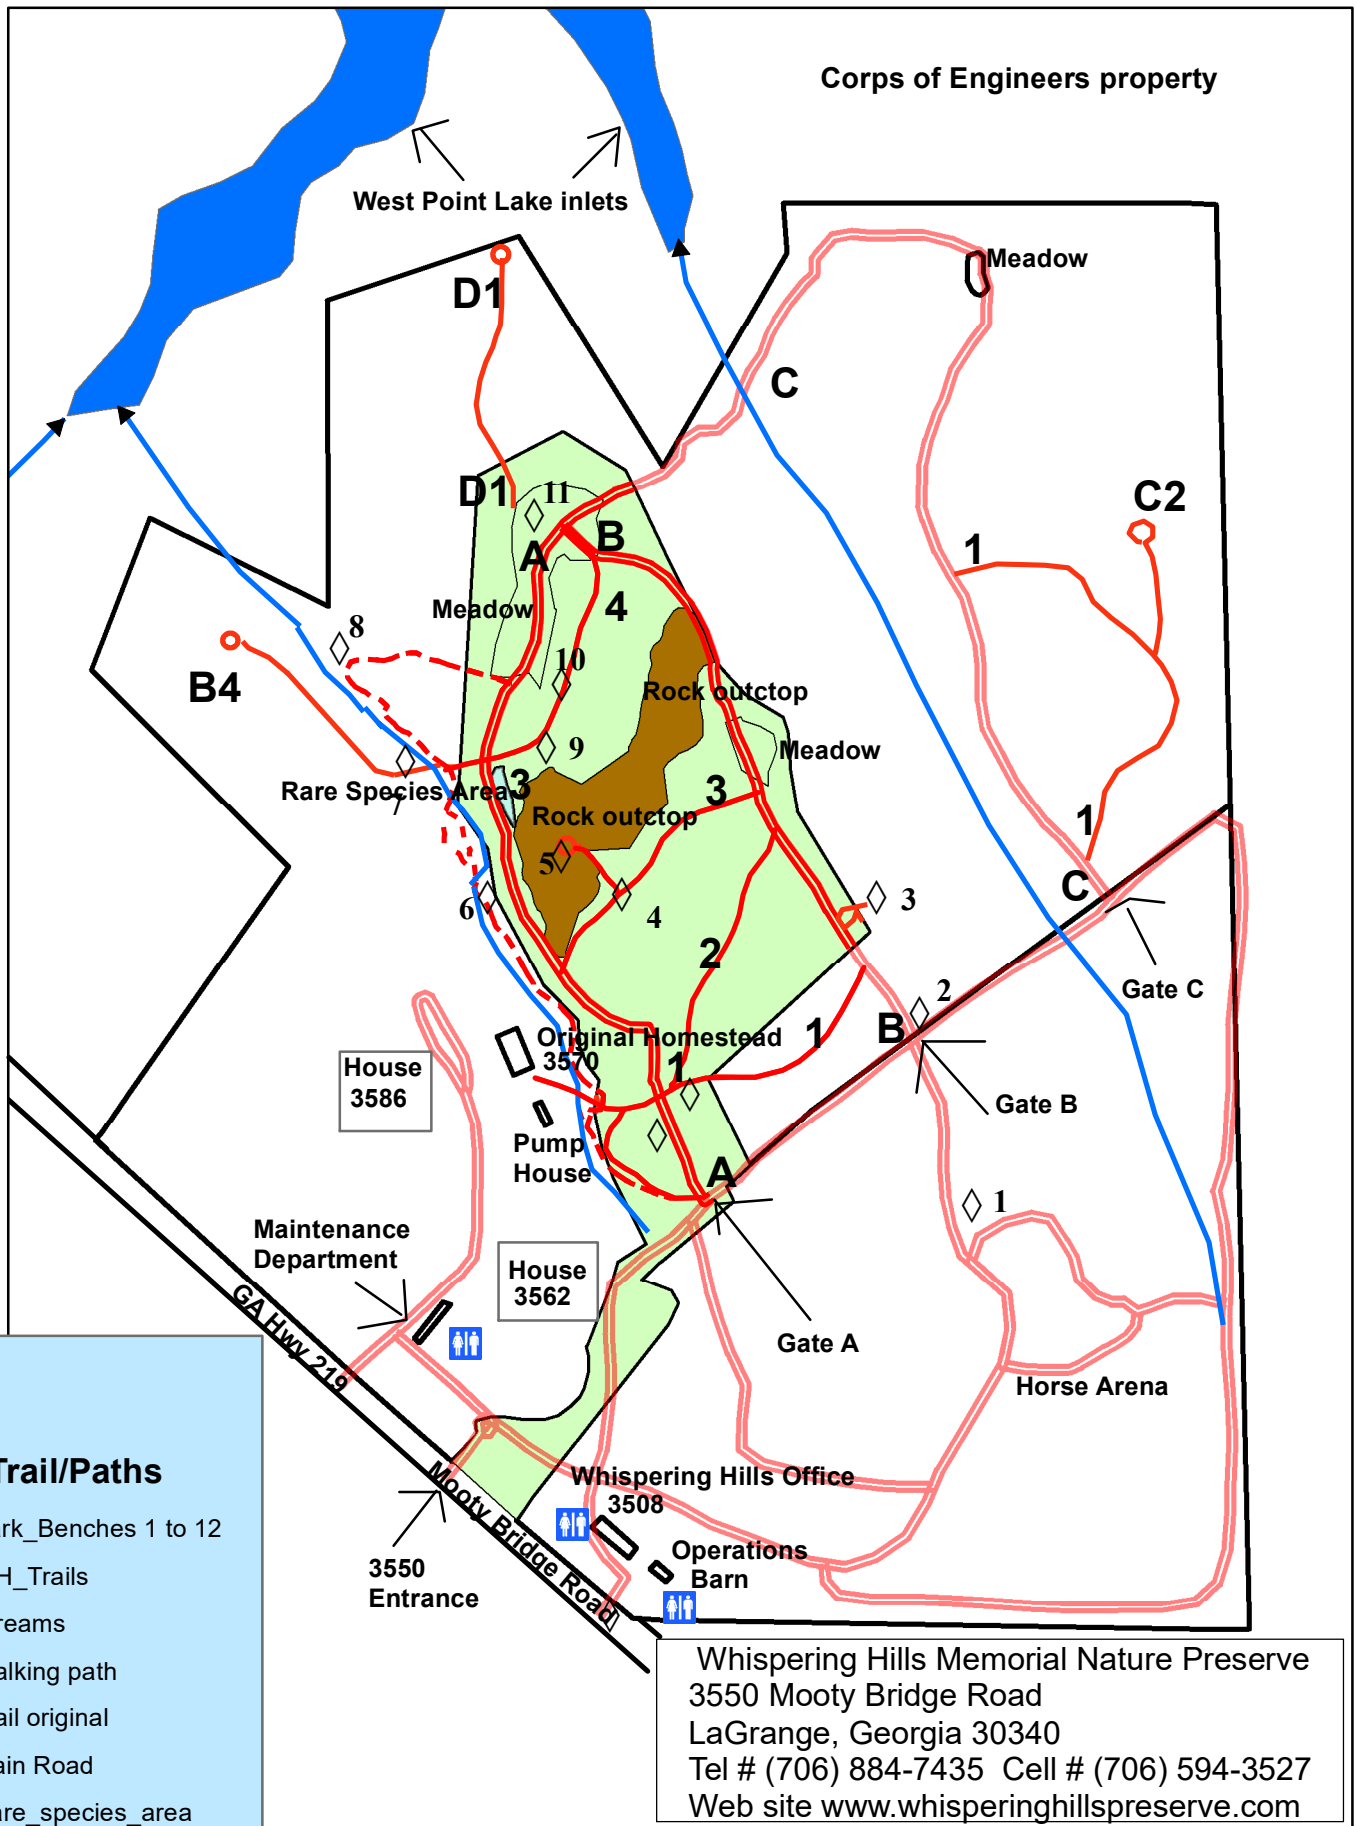 Corps of Engineers property
West Point Lake inlets
Meadow
D1
C
D1
11
C2
A
B
1
Meadow
4
8
10
B4
Rock outctop
9
Meadow
Rare Species Area
3
3
Rock outctop
5
1
6
4
3
C
2
2
Gate C
Original Homestead
3570
1
1
B
House
3586
Gate B
Pump
House
A
1
Maintenance
Department
House
3562
GA Hwy 219
Gate A
Horse Arena
Trail/Paths
Mooty Bridge Road
Whispering Hills Office
3508
ark_Benches 1 to 12
Operations
Barn
3550
Entrance
H_Trails
reams
alking path
ail original
ain Road
are_species_area
Whispering Hills Memorial Nature Preserve
3550 Mooty Bridge Road
LaGrange, Georgia 30340
Tel # (706) 884-7435 Cell # (706) 594-3527
Web site www.whisperinghillspreserve.com